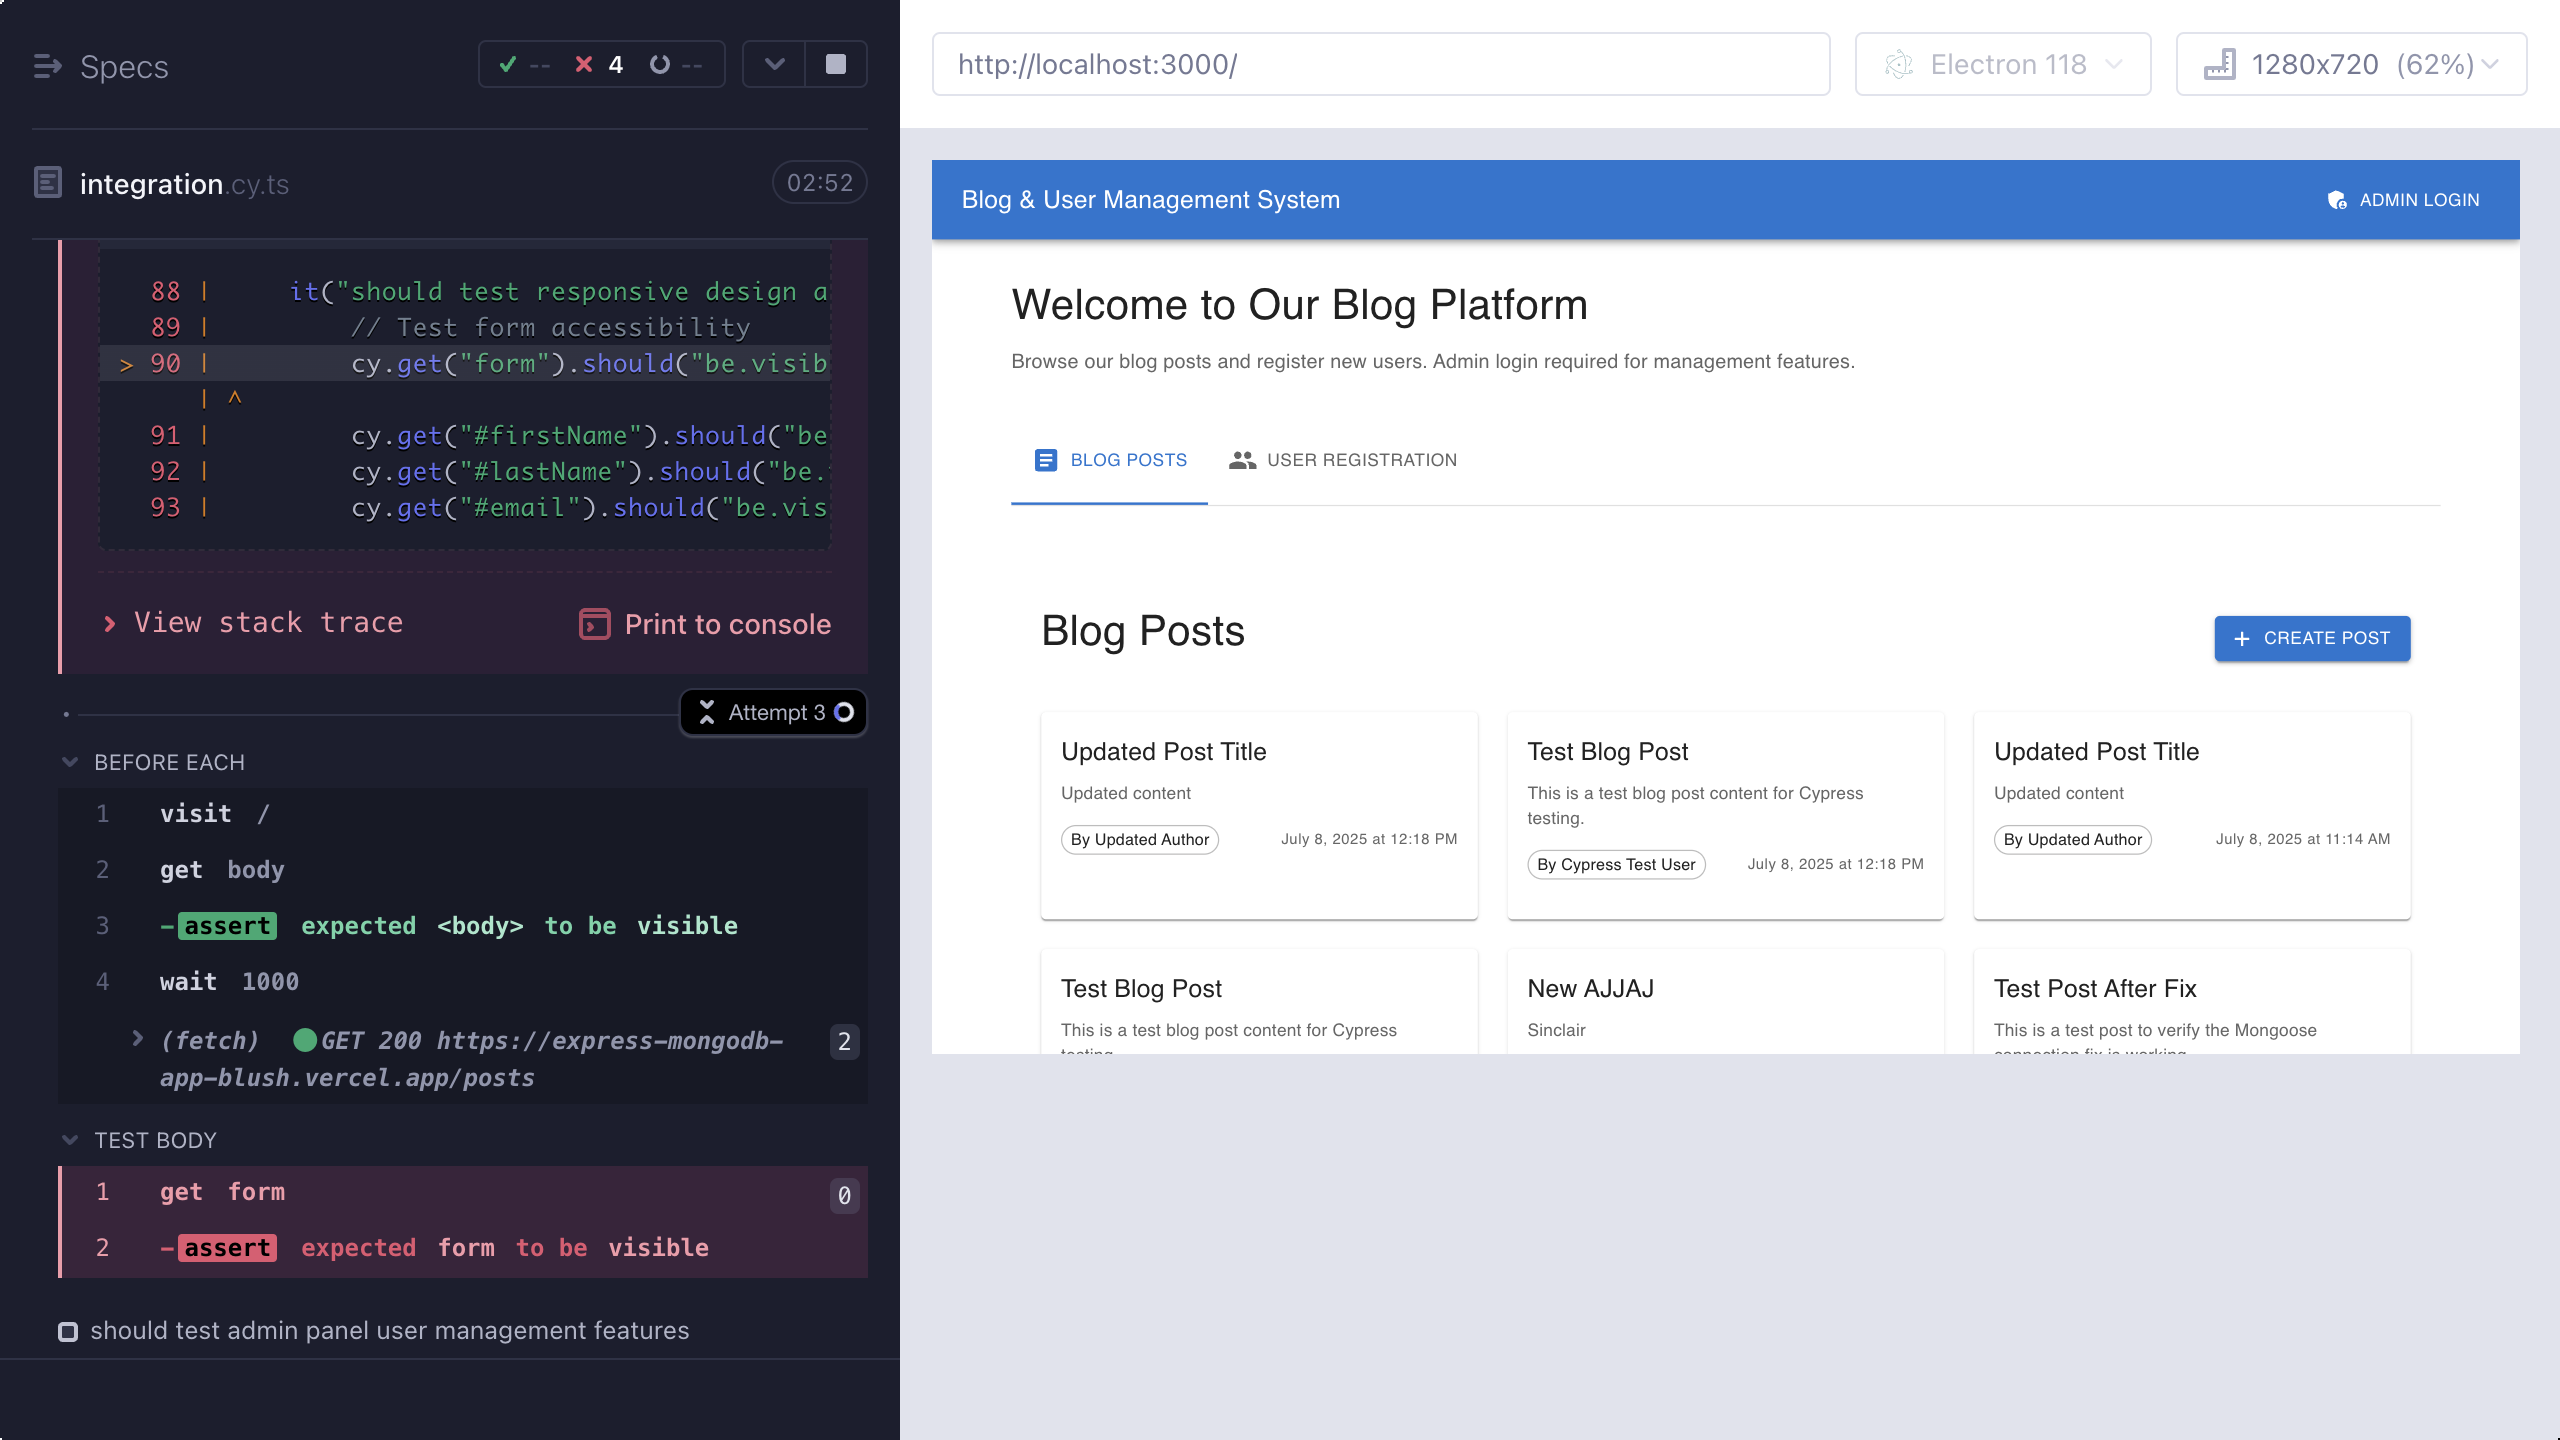 Specs
-- 4 --
integration.cy.ts 02:52
88 | it("should test responsive design a
89 | // Test form accessibility
> 90 | cy.get("form").should("be.visib
| ^
91 | cy.get("#firstName").should("be
92 | cy.get("#lastName").should("be.
93 | cy.get("#email").should("be.vis
View stack trace
Print to console
Attempt 3
BEFORE EACH
1 visit /
2 get body
3 -assert expected <body> to be visible
4 wait 1000
(fetch) GET 200 https://express-mongodb-
app-blush.vercel.app/posts
2
TEST BODY
1 get form 0
2 -assert expected form to be visible
should test admin panel user management features
http://localhost:3000/
Electron 118
1280x720 (62%)
Blog & User Management System
ADMIN LOGIN
Welcome to Our Blog Platform
Browse our blog posts and register new users. Admin login required for management features.
BLOG POSTS
USER REGISTRATION
Blog Posts
+ CREATE POST
Updated Post Title
Updated content
By Updated Author
July 8, 2025 at 12:18 PM
Test Blog Post
This is a test blog post content for Cypress
testing.
By Cypress Test User
July 8, 2025 at 12:18 PM
Updated Post Title
Updated content
By Updated Author
July 8, 2025 at 11:14 AM
Test Blog Post
This is a test blog post content for Cypress
testing.
New AJJAJ
Sinclair
Test Post After Fix
This is a test post to verify the Mongoose
connection fix is working.